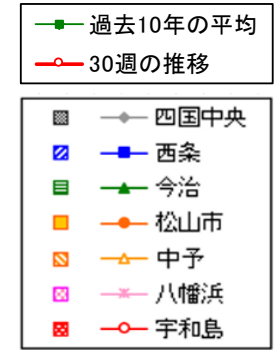 過去10年の平均
30週の推移
四国中央
西条
今治
松山市
中予
八幡浜
宇和島